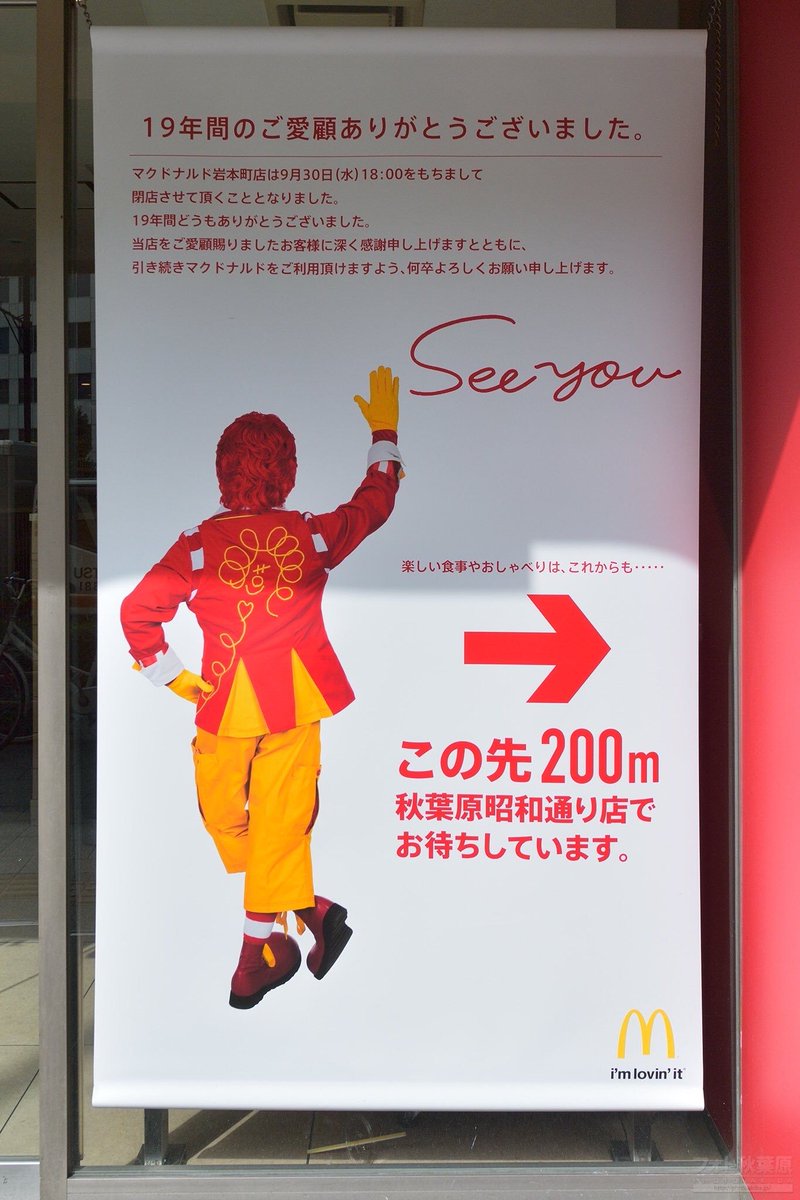 19年間のご愛顧ありがとうございました。
マクドナルド岩本町店は9月30日(水)18:00をもちまして
閉店させて頂くこととなりました。
19年間どうもありがとうございました。
当店をご愛顧賜りましたお客様に深く感謝申し上げますとともに、
引き続きマクドナルドをご利用頂けますよう、何卒よろしくお願い申し上げます。
See you
楽しい食事やおしゃべりは、これからも・・・・・
この先200m
秋葉原昭和通り店で
お待ちしています。
M
i'm lovin' it
フォト秋葉原